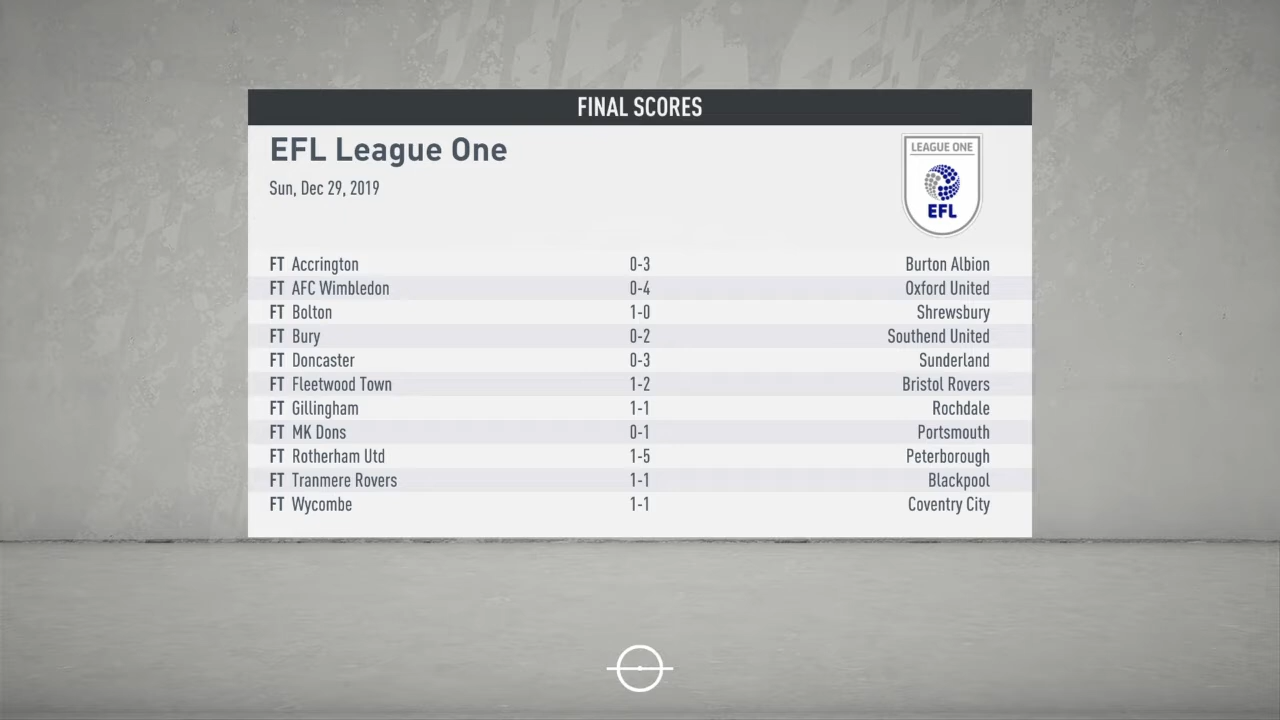 FINAL SCORES
EFL League One
LEAGUE ONE
Sun, Dec 29, 2019
EFL
FT Accrington 0-3 Burton Albion
FT AFC Wimbledon 0-4 Oxford United
FT Bolton 1-0 Shrewsbury
FT Bury 0-2 Southend United
FT Doncaster 0-3 Sunderland
FT Fleetwood Town 1-2 Bristol Rovers
FT Gillingham 1-1 Rochdale
FT MK Dons 0-1 Portsmouth
FT Rotherham Utd 1-5 Peterborough
FT Tranmere Rovers 1-1 Blackpool
FT Wycombe 1-1 Coventry City